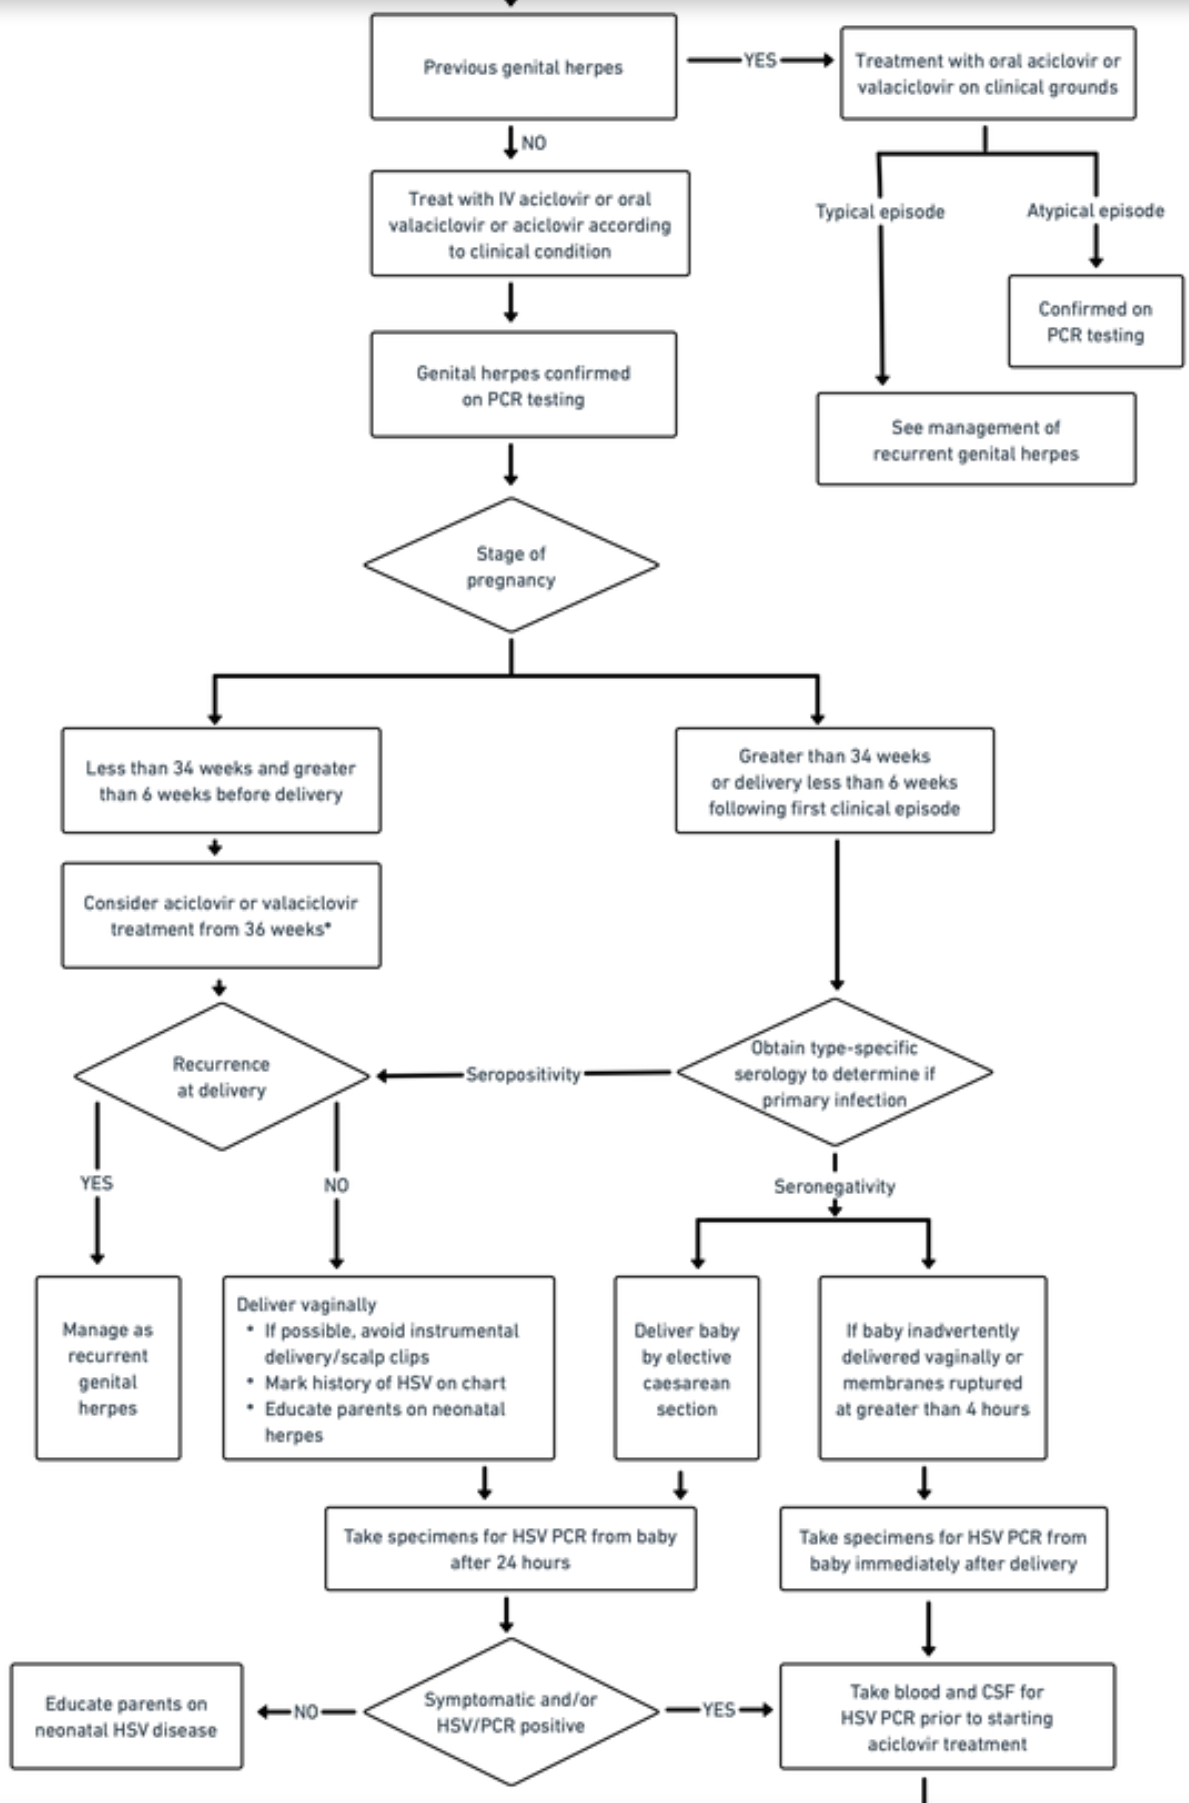 Previous genital herpes
YES
Treatment with oral aciclovir or
valaciclovir on clinical grounds
NO
Treat with IV aciclovir or oral
valaciclovir or aciclovir according
to clinical condition
Typical episode
Atypical episode
Confirmed on
PCR testing
Genital herpes confirmed
on PCR testing
See management of
recurrent genital herpes
Stage of
pregnancy
Less than 34 weeks and greater
than 6 weeks before delivery
Greater than 34 weeks
or delivery less than 6 weeks
following first clinical episode
Consider aciclovir or valaciclovir
treatment from 36 weeks*
Recurrence
at delivery
Seropositivity
Obtain type-specific
serology to determine if
primary infection
YES
NO
Seronegativity
Manage as
recurrent
genital
herpes
Deliver vaginally
• If possible, avoid instrumental
delivery/scalp clips
• Mark history of HSV on chart
• Educate parents on neonatal
herpes
Deliver baby
by elective
caesarean
section
If baby inadvertently
delivered vaginally or
membranes ruptured
at greater than 4 hours
Take specimens for HSV PCR from baby
after 24 hours
Take specimens for HSV PCR from
baby immediately after delivery
Educate parents on
neonatal HSV disease
NO
Symptomatic and/or
HSV/PCR positive
YES
Take blood and CSF for
HSV PCR prior to starting
aciclovir treatment